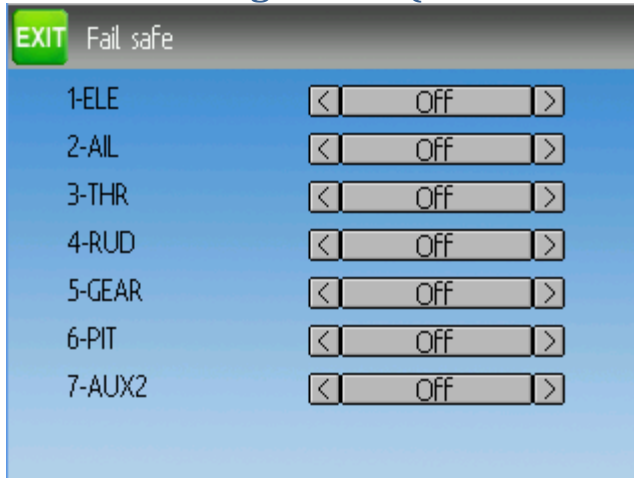 EXIT Fail safe
1-ELE < Off >
2-AIL < Off >
3-THR < Off >
4-RUD < Off >
5-GEAR < Off >
6-PIT < Off >
7-AUX2 < Off >